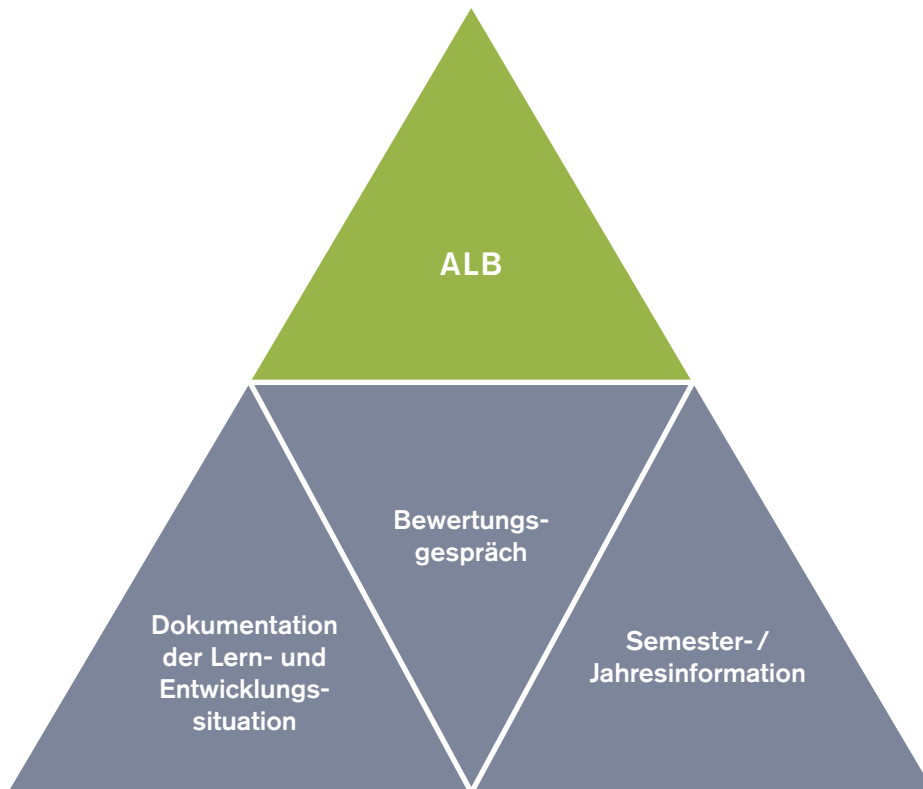 ALB
Bewertungs-
gespräch
Dokumentation
der Lern- und
Entwicklungs-
situation
Semester- /
Jahresinformation